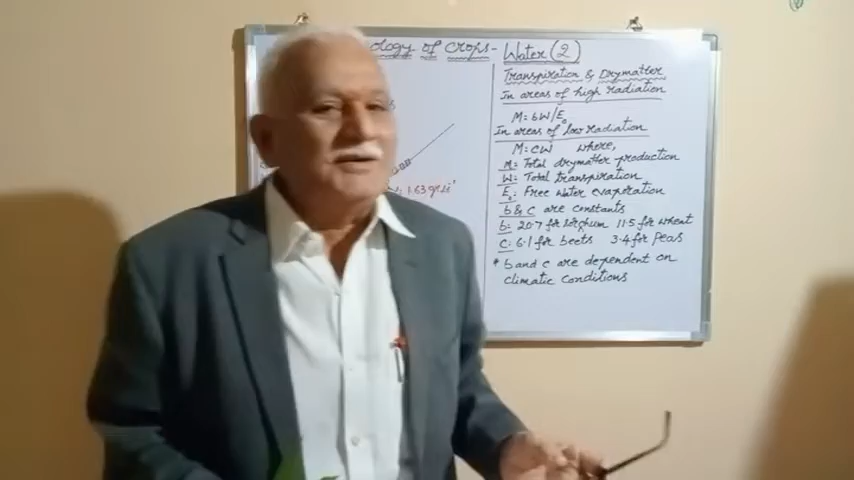 ology of Crops- Water (2)
Transpiration & Drymatter
In areas of high radiation
M= bW/E₀
In areas of low radiation
M= CW where,
M= Total drymatter production
W= Total transpiration
E₀: Free Water evaporation
b & c are constants
b= 20.7 for Sorghum 11.5 for wheat
C: 6.1 for beets 3.4 for Peas
* b and c are dependent on
climatic Conditions
1.63